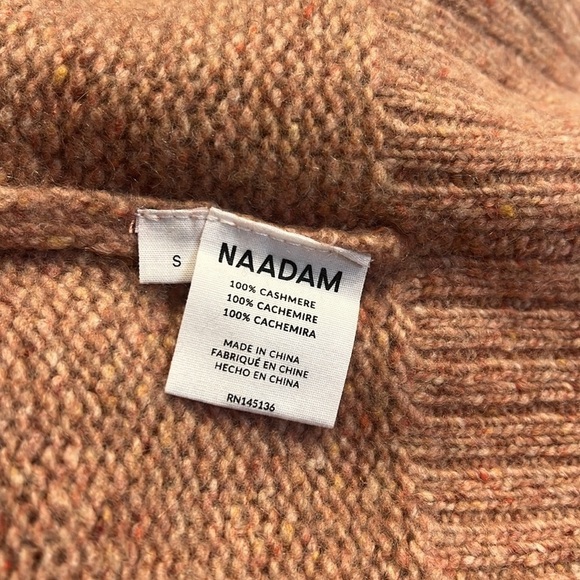 S
NAADAM
100% CASHMERE
100% CACHEMIRE
100% CACHEMIRA
MADE IN CHINA
FABRIQUÉ EN CHINE
HECHO EN CHINA
RN145136